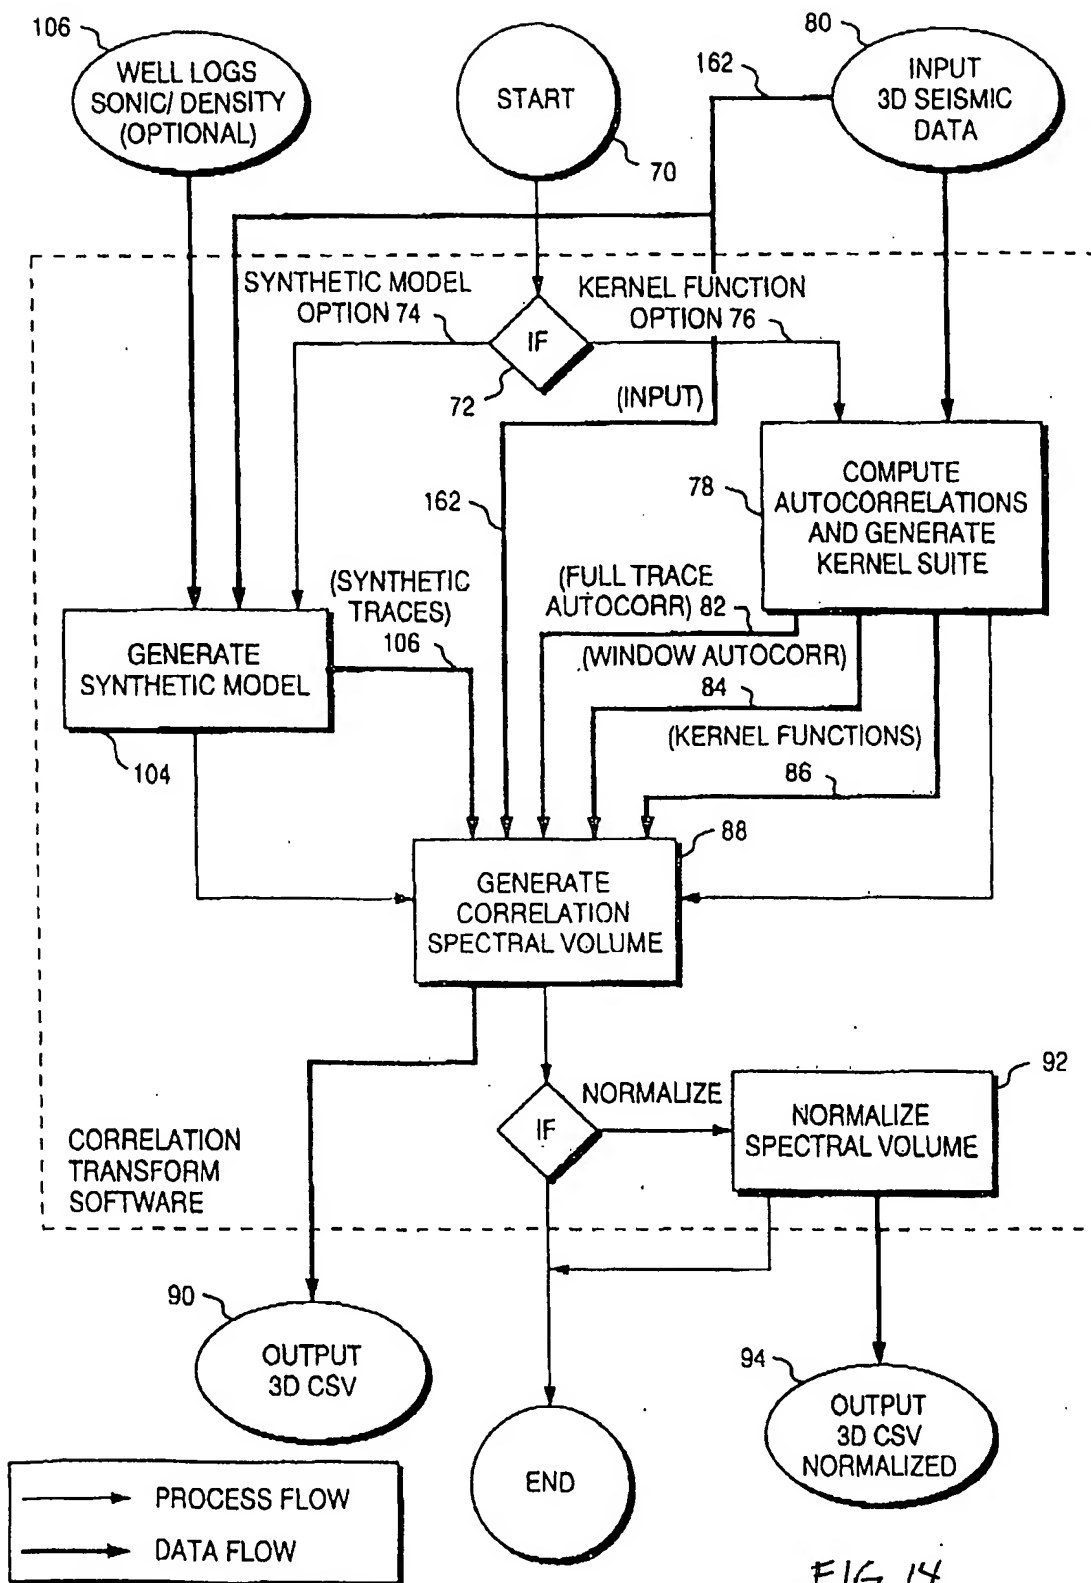 106
WELL LOGS
SONIC/ DENSITY
(OPTIONAL)
START
70
162
80
INPUT
3D SEISMIC
DATA
SYNTHETIC MODEL
OPTION 74
KERNEL FUNCTION
OPTION 76
IF
72
(INPUT)
162
78
COMPUTE
AUTOCORRELATIONS
AND GENERATE
KERNEL SUITE
(SYNTHETIC
TRACES)
106
(FULL TRACE
AUTOCORR) 82
(WINDOW AUTOCORR)
84
(KERNEL FUNCTIONS)
86
GENERATE
SYNTHETIC MODEL
104
88
GENERATE
CORRELATION
SPECTRAL VOLUME
IF
NORMALIZE
92
NORMALIZE
SPECTRAL VOLUME
CORRELATION
TRANSFORM
SOFTWARE
90
OUTPUT
3D CSV
END
94
OUTPUT
3D CSV
NORMALIZED
PROCESS FLOW
DATA FLOW
FIG 14